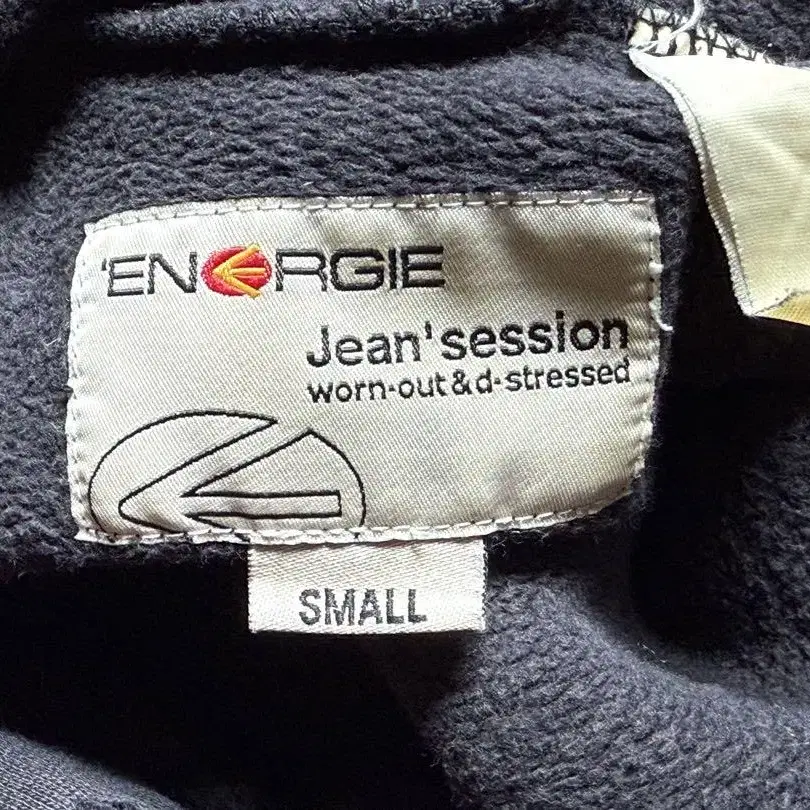 'ENERGIE
Jean'session
worn-out&d-stressed
SMALL